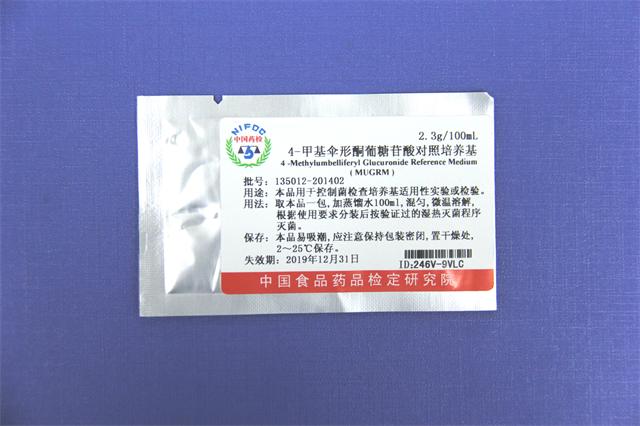 NIFDC
中国药检
2.3g/100mL
4-甲基伞形酮葡糖苷酸对照培养基
4-Methylumbelliferyl Glucuronide Reference Medium
(MUGRM)
批号：135012-201402
用途：本品用于控制菌检查培养基适用性实验或检验。
用法：取本品一包,加蒸馏水100ml,混匀,微温溶解,
根据使用要求分装后按验证过的湿热灭菌程序
灭菌。
保存：本品易吸潮,应注意保持包装密闭,置干燥处,
2～25℃保存。
失效期：2019年12月31日
ID:246V-9VLC
中国食品药品检定研究院